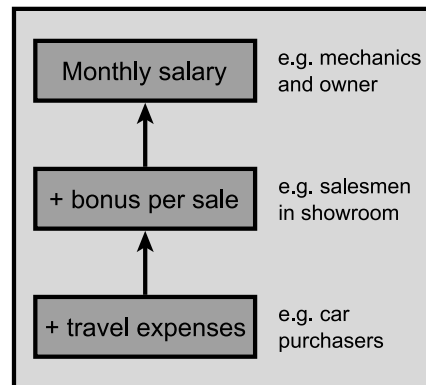 Monthly salary
e.g. mechanics
and owner
+ bonus per sale
e.g. salesmen
in showroom
+ travel expenses
e.g. car
purchasers